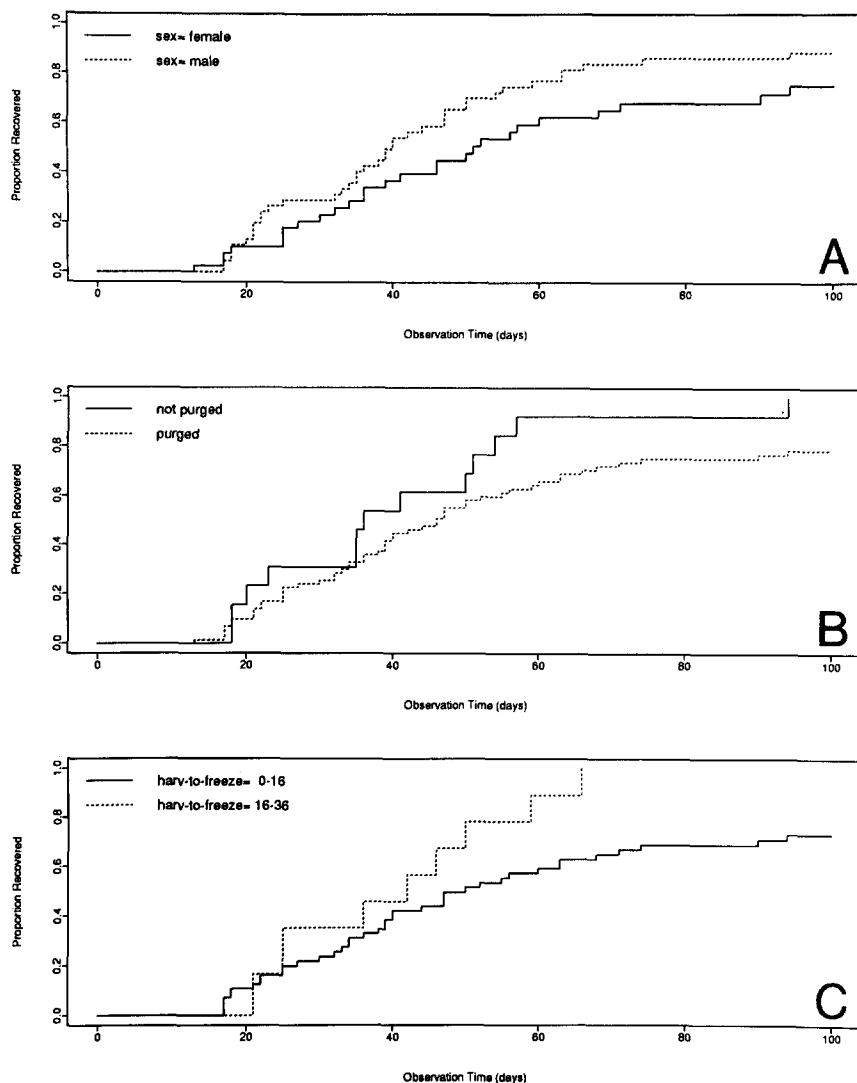 sex= female
sex= male
Proportion Recovered
0.0 0.2 0.4 0.6 0.8 1.0
A
0 20 40 60 80 100
Observation Time (days)
not purged
purged
Proportion Recovered
0.0 0.2 0.4 0.6 0.8 1.0
B
0 20 40 60 80 100
Observation Time (days)
harv-to-freeze= 0-16
harv-to-freeze= 16-36
Proportion Recovered
0.0 0.2 0.4 0.6 0.8 1.0
C
0 20 40 60 80 100
Observation Time (days)